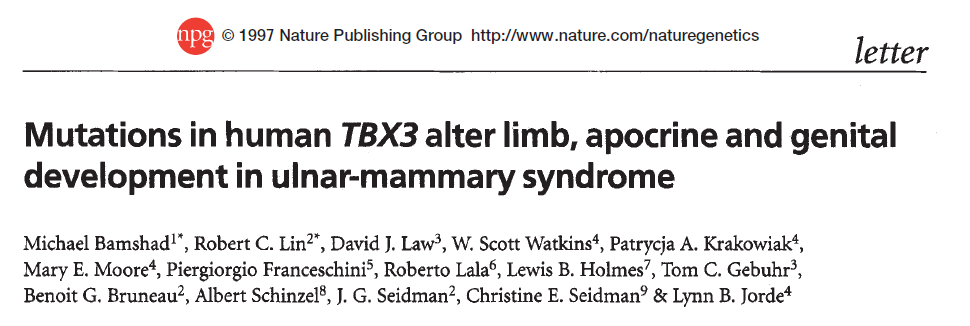 npg © 1997 Nature Publishing Group http://www.nature.com/naturegenetics
letter
Mutations in human TBX3 alter limb, apocrine and genital
development in ulnar-mammary syndrome
Michael Bamshad1*, Robert C. Lin2*, David J. Law3, W. Scott Watkins4, Patrycja A. Krakowiak4,
Mary E. Moore4, Piergiorgio Franceschini5, Roberto Lala6, Lewis B. Holmes7, Tom C. Gebuhr3,
Benoit G. Bruneau2, Albert Schinzel8, J. G. Seidman2, Christine E. Seidman9 & Lynn B. Jorde4